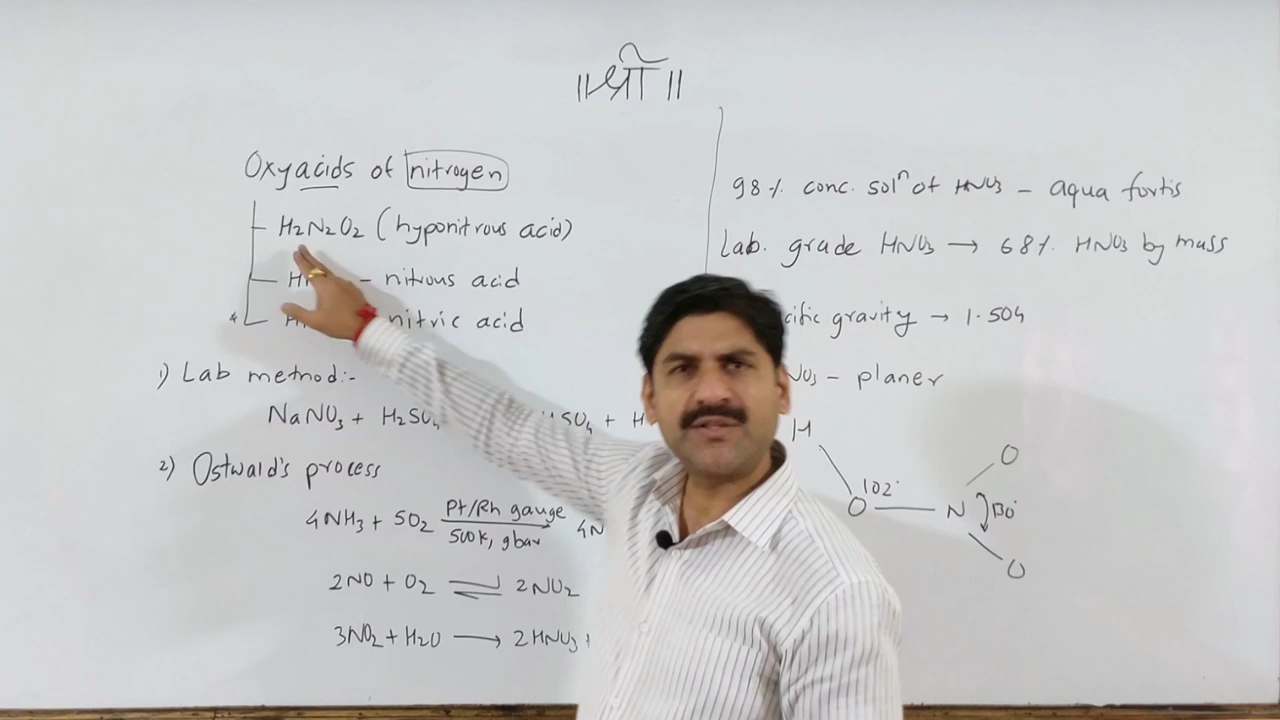 ॥श्री॥
Oxyacids of nitrogen
H2N2O2 (hyponitrous acid)
H – nitrous acid
* H nitric acid
1) Lab method:-
NaNO3 + H2SO4 SO4 + H
2) Ostwald's process
4NH3 + 5O2 Pt/Rh gauge 4N
500K, 9bar
2NO + O2 ⇌ 2NO2
3NO2 + H2O → 2HNO3 +
98% conc. solⁿ of HNO3 – aqua fortis
Lab. grade HNO3 → 68% HNO3 by mass
cific gravity → 1.504
NO3 – planer
H
O 102° N 130°
O
O